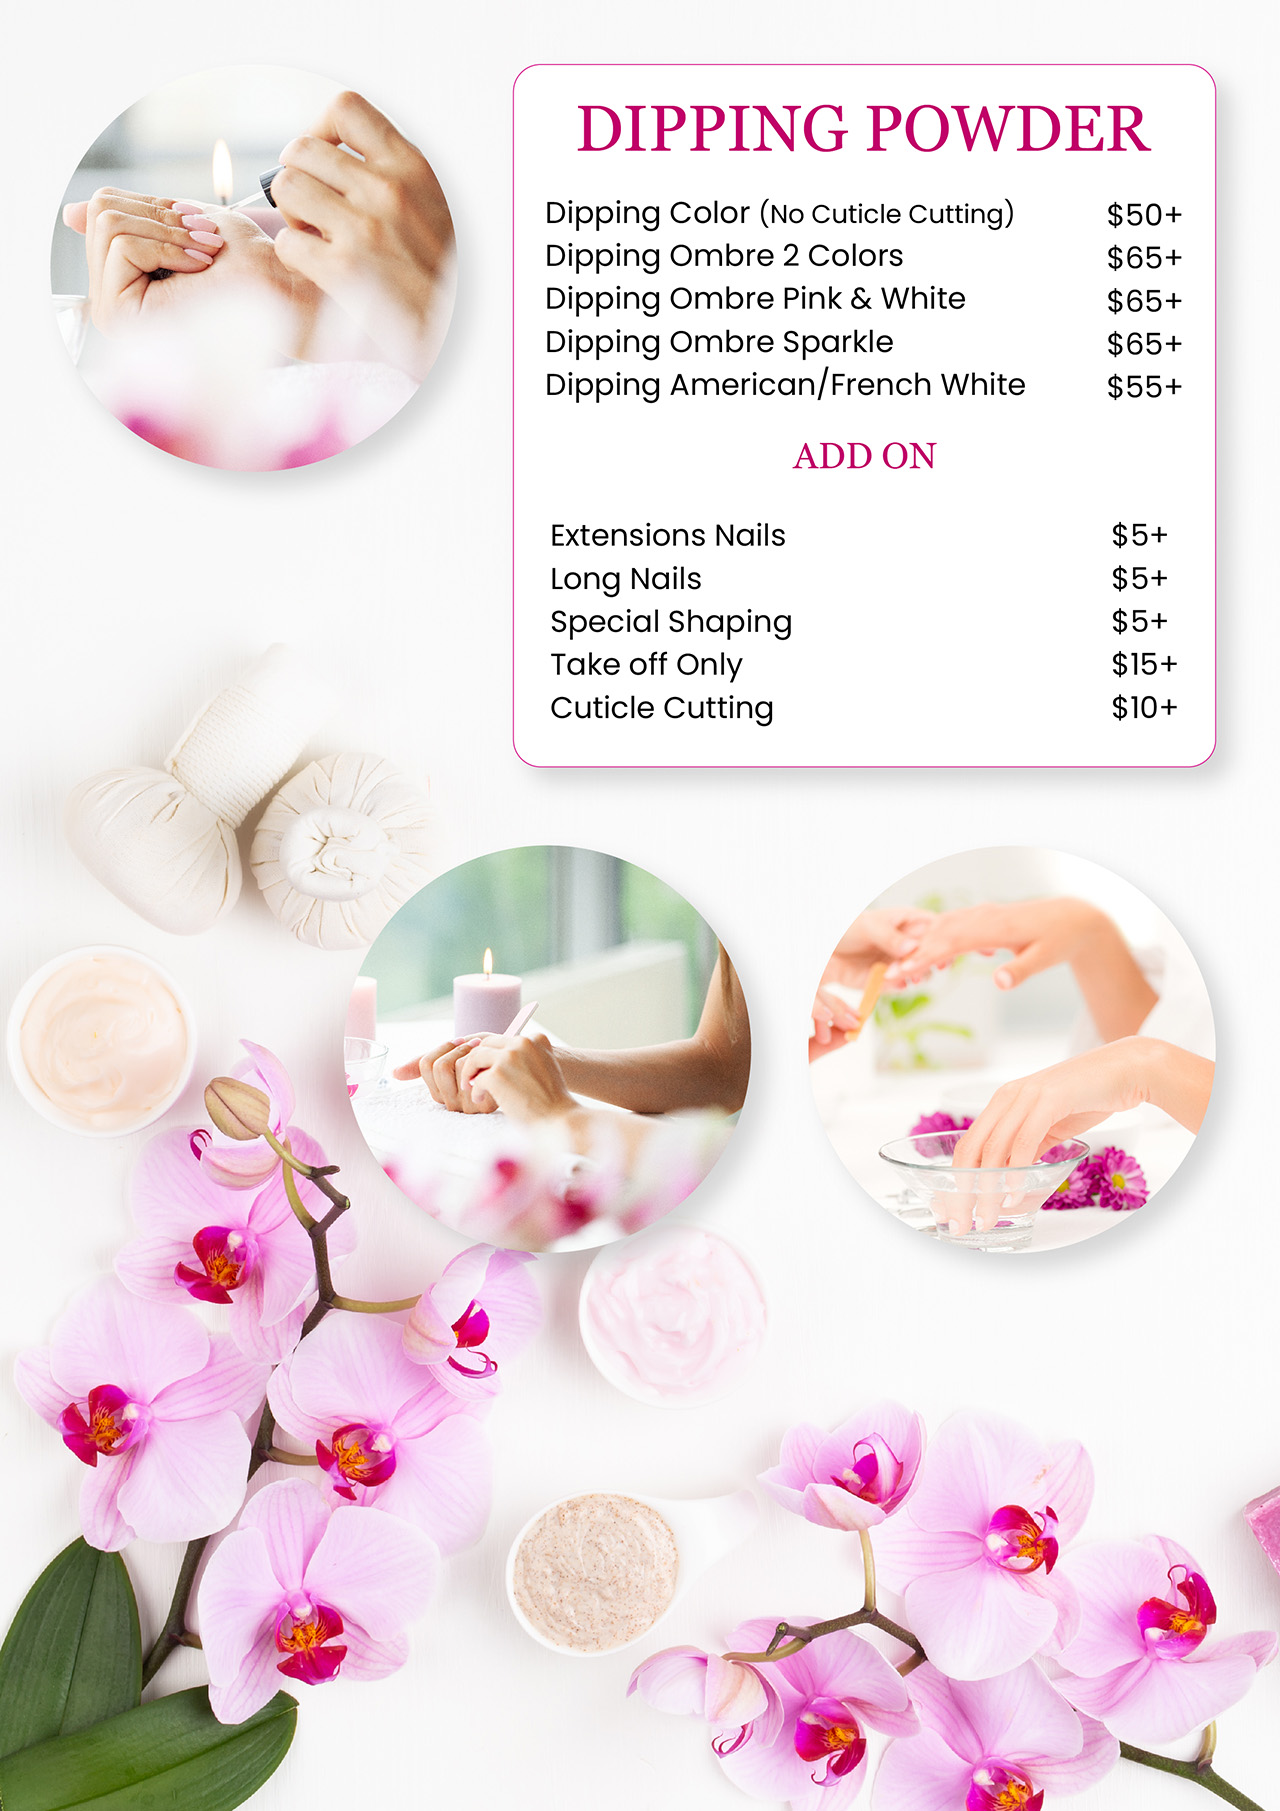 DIPPING POWDER
Dipping Color (No Cuticle Cutting) $50+
Dipping Ombre 2 Colors $65+
Dipping Ombre Pink & White $65+
Dipping Ombre Sparkle $65+
Dipping American/French White $55+
ADD ON
Extensions Nails $5+
Long Nails $5+
Special Shaping $5+
Take off Only $15+
Cuticle Cutting $10+